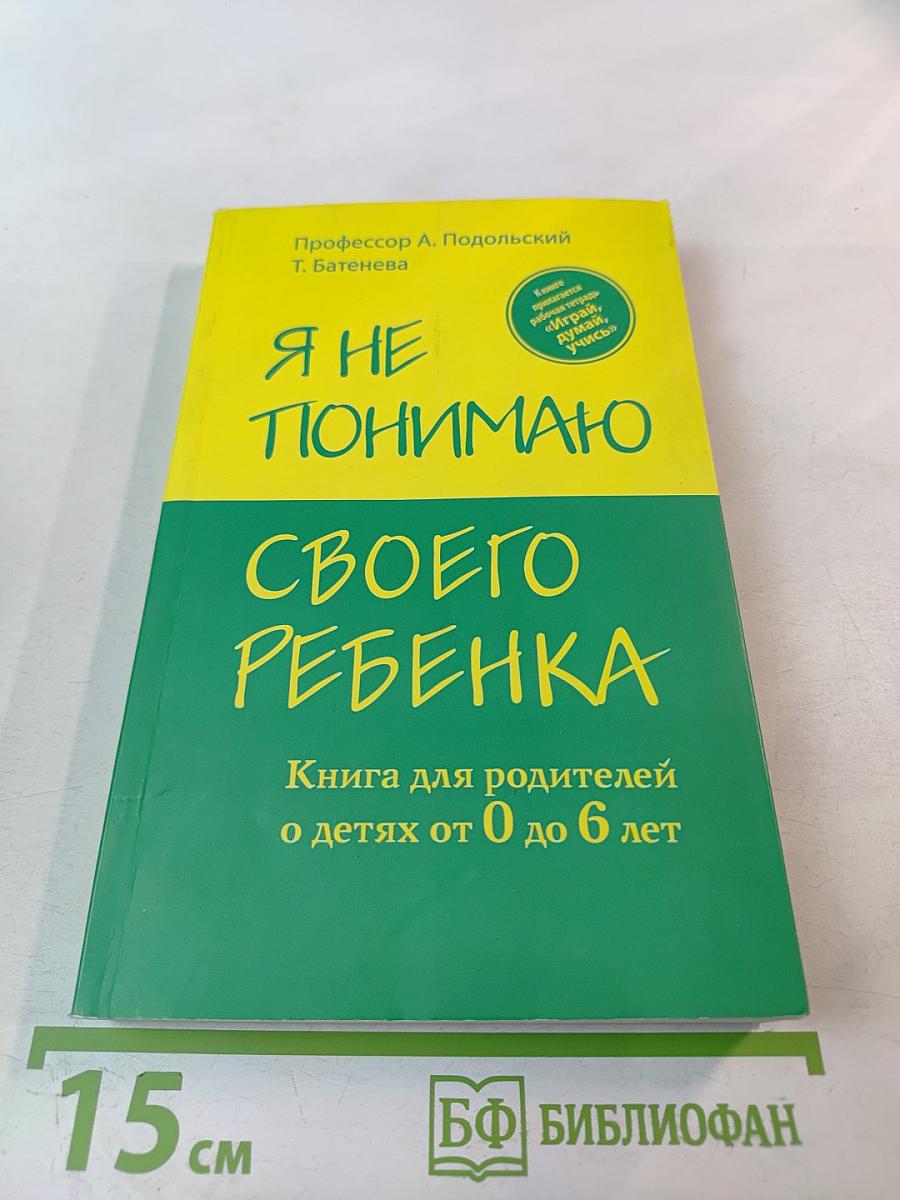 Профессор А. Подольский
Т. Батенева
К книге
прилагается
рабочая тетрадь
«Играй,
думай,
учись»
Я НЕ
ПОНИМАЮ
СВОЕГО
РЕБЕНКА
Книга для родителей
о детях от 0 до 6 лет
15 см
БФ БИБЛИОФАН